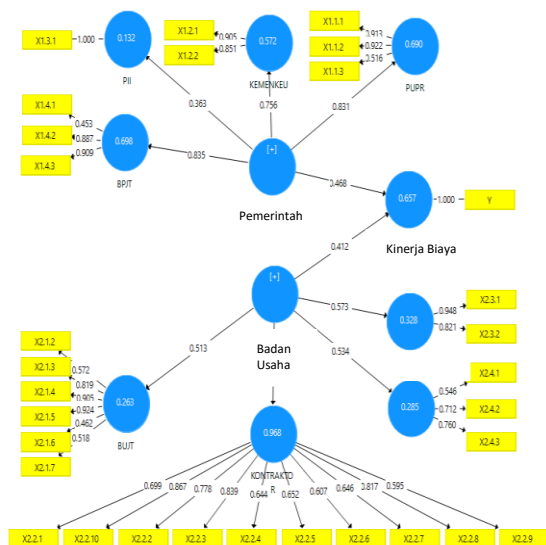 X1.3.1
1.000
0.132
PII
X1.2.1
X1.2.2
0.905
0.851
0.572
KEMENKEU
X1.1.1
X1.1.2
X1.1.3
0.913
0.922
0.516
0.690
PUPR
0.363
0.756
0.831
X1.4.1
X1.4.2
X1.4.3
0.453
0.887
0.909
0.698
BPJT
0.835
[+]
Pemerintah
0.468
0.657
1.000
Y
Kinerja Biaya
0.412
[+]
Badan
Usaha
0.573
0.328
0.948
0.821
X2.3.1
X2.3.2
0.534
0.285
0.546
0.712
0.760
X2.4.1
X2.4.2
X2.4.3
0.513
X2.1.2
X2.1.3
X2.1.4
X2.1.5
X2.1.6
X2.1.7
0.572
0.819
0.905
0.924
0.462
0.518
0.263
BUJT
0.968
KONTRAKTO
R
0.699
0.867
0.778
0.839
0.644
0.652
0.607
0.646
0.817
0.595
X2.2.1
X2.2.10
X2.2.2
X2.2.3
X2.2.4
X2.2.5
X2.2.6
X2.2.7
X2.2.8
X2.2.9